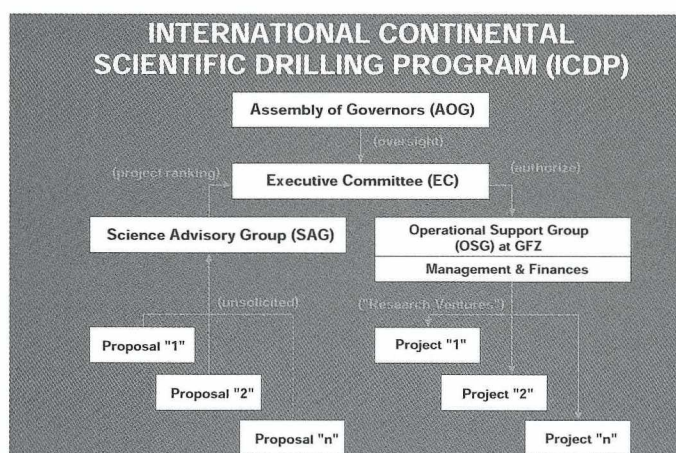 INTERNATIONAL CONTINENTAL
SCIENTIFIC DRILLING PROGRAM (ICDP)
Assembly of Governors (AOG)
(oversight)
(project ranking)
(authorize)
Executive Committee (EC)
Science Advisory Group (SAG)
Operational Support Group
(OSG) at GFZ
Management & Finances
(unsolicited)
("Research Ventures")
Proposal "1"
Project "1"
Proposal "2"
Project "2"
Proposal "n"
Project "n"